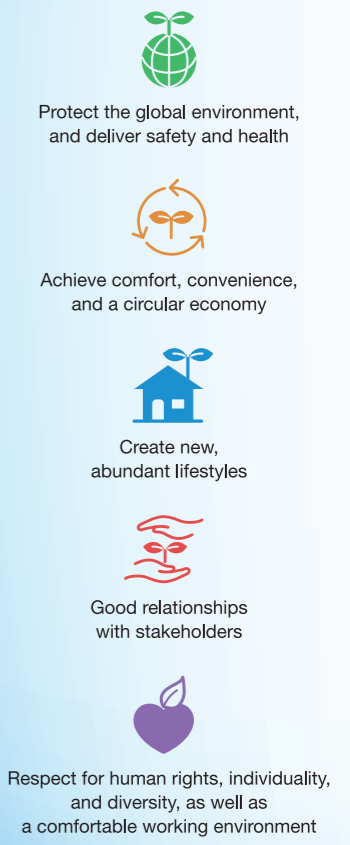 Protect the global environment,
and deliver safety and health
Achieve comfort, convenience,
and a circular economy
Create new,
abundant lifestyles
Good relationships
with stakeholders
Respect for human rights, individuality,
and diversity, as well as
a comfortable working environment